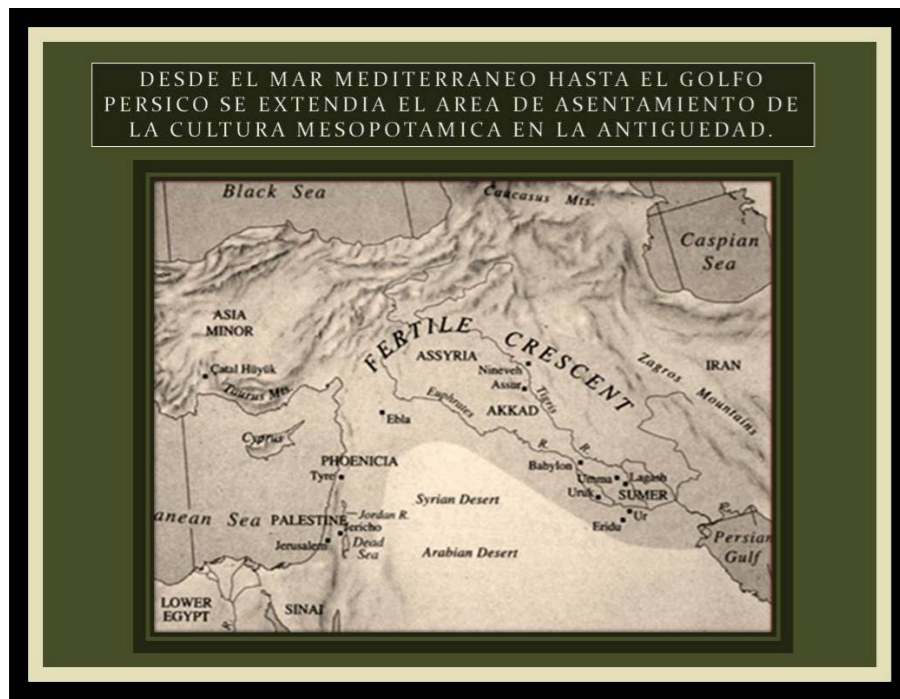 DESDE EL MAR MEDITERRANEO HASTA EL GOLFO
PERSICO SE EXTENDIA EL AREA DE ASENTAMIENTO DE
LA CULTURA MESOPOTAMICA EN LA ANTIGUEDAD.
Black Sea
Caucasus Mts.
Caspian
Sea
ASIA
MINOR
FERTILE CRESCENT
ASSYRIA
Zagros
Mountains
IRAN
Nineveh
Catal Hüyük
Taurus Mts.
Assur
Tigris
R.
Euphrates
R.
AKKAD
Ebla
Cyprus
PHOENICIA
Tyre
Babylon
Umma
Lagash
Uruk
SUMER
Syrian Desert
Ur
Eridu
anean Sea
PALESTINE
Jordan R.
Jericho
Jerusalem
Dead
Sea
Arabian Desert
Persian
Gulf
LOWER
EGYPT
SINAI